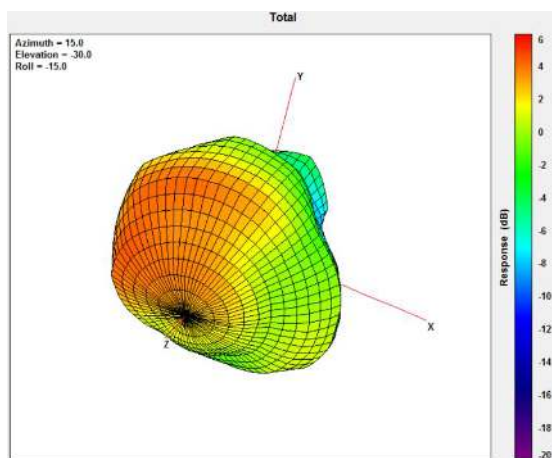 Total
Azimuth = 15.0
Elevation = -30.0
Roll = -15.0
Y
X
Z
6
4
2
0
-2
-4
-6
-8
-10
-12
-14
-16
-18
-20
Response (dB)